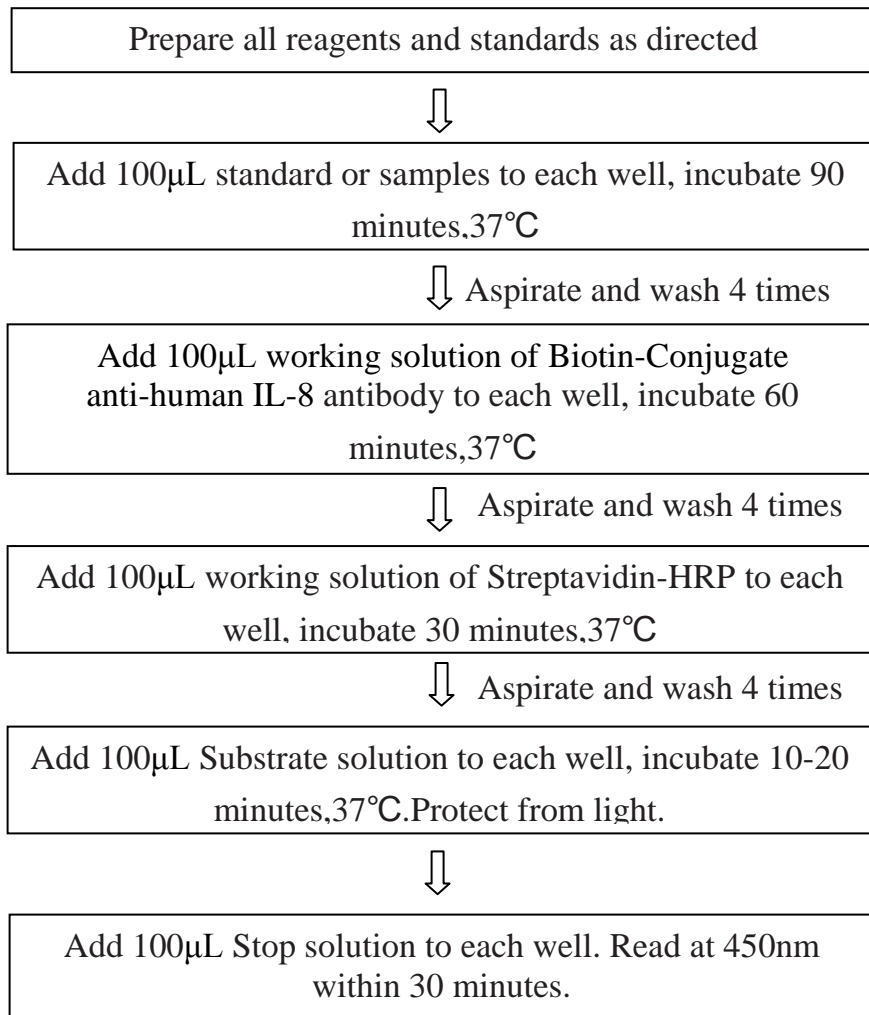 Prepare all reagents and standards as directed
Add 100μL standard or samples to each well, incubate 90
minutes,37℃
Aspirate and wash 4 times
Add 100μL working solution of Biotin-Conjugate
anti-human IL-8 antibody to each well, incubate 60
minutes,37℃
Aspirate and wash 4 times
Add 100μL working solution of Streptavidin-HRP to each
well, incubate 30 minutes,37℃
Aspirate and wash 4 times
Add 100μL Substrate solution to each well, incubate 10-20
minutes,37℃.Protect from light.
Add 100μL Stop solution to each well. Read at 450nm
within 30 minutes.